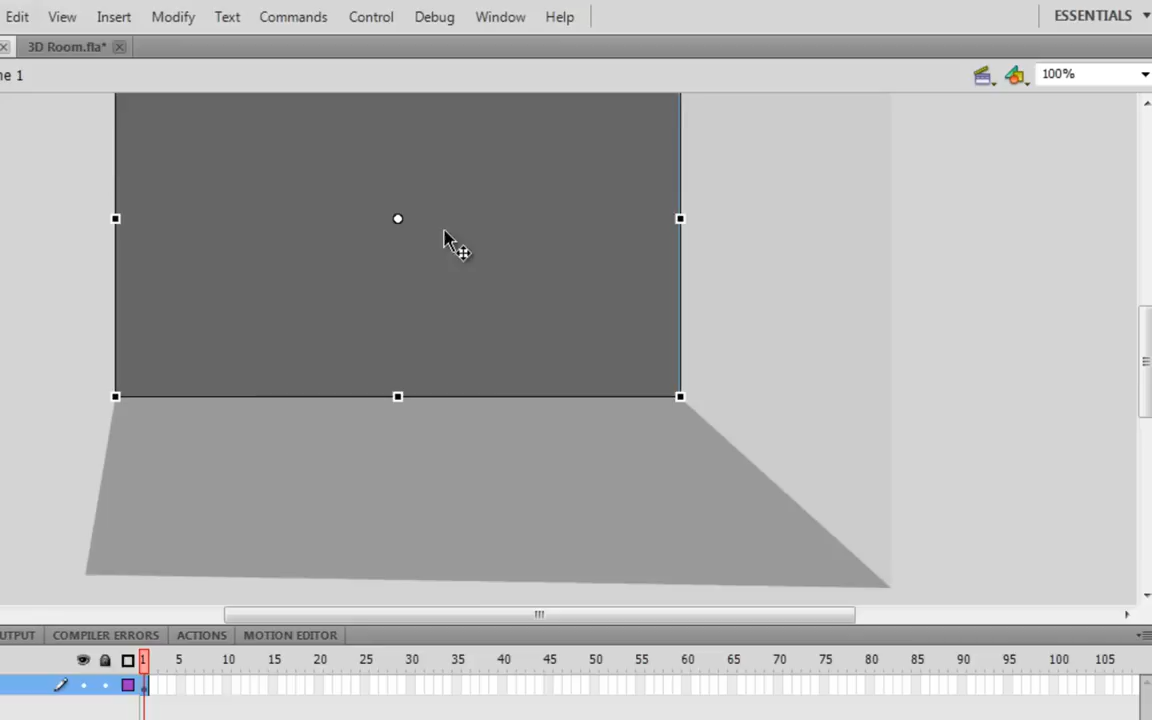 Edit View Insert Modify Text Commands Control Debug Window Help ESSENTIALS
3D Room.fla*
ne 1 100%
UTPUT COMPILER ERRORS ACTIONS MOTION EDITOR
1 5 10 15 20 25 30 35 40 45 50 55 60 65 70 75 80 85 90 95 100 105